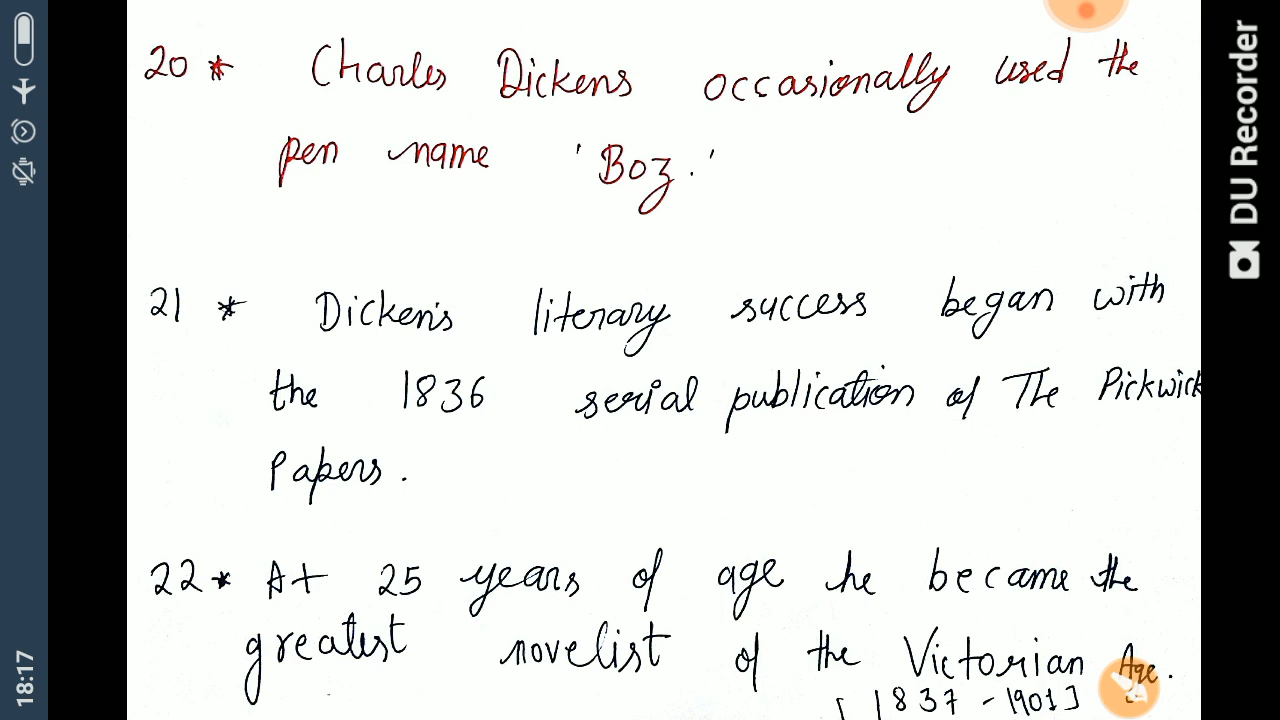 20 * Charles Dickens occasionally used the
pen name 'Boz.'
21 * Dicken's literary success began with
the 1836 serial publication of The Pickwick
Papers.
22 * At 25 years of age he became the
greatest novelist of the Victorian Age.
[1837 - 1901]
18:17
DU Recorder